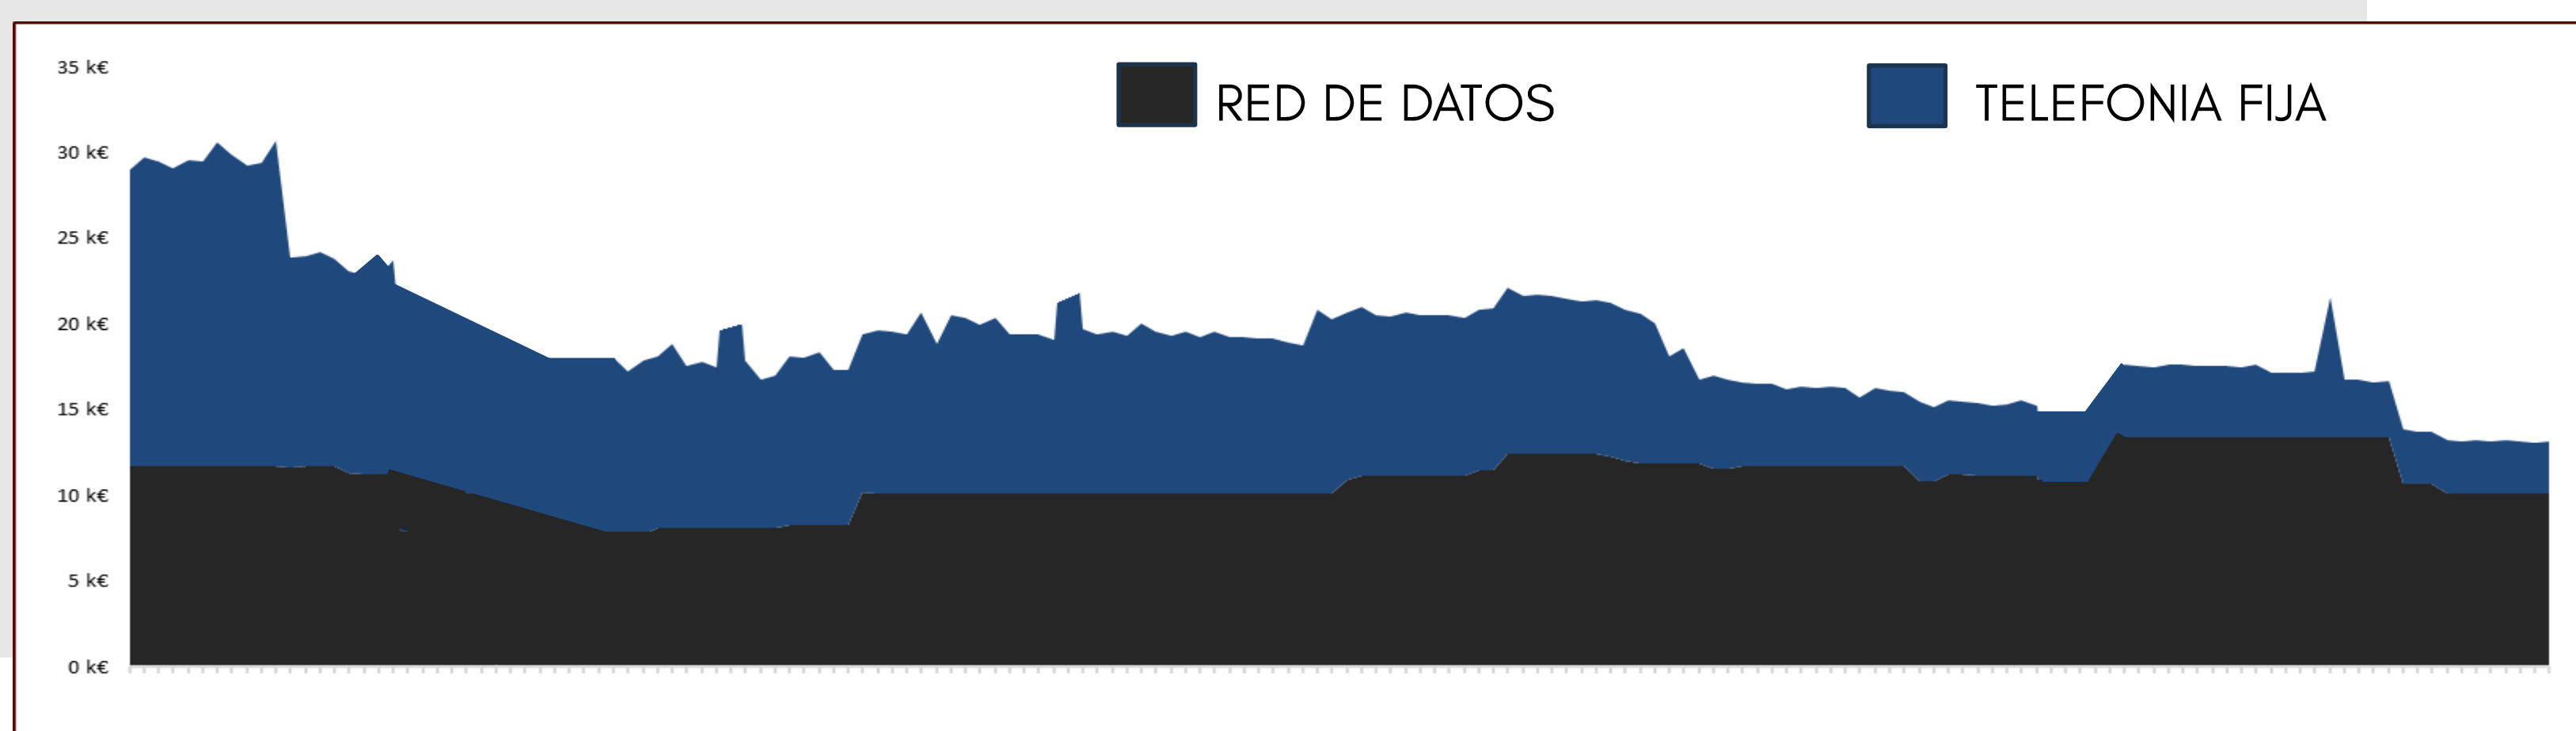 35 k€
RED DE DATOS
TELEFONIA FIJA
30 k€
25 k€
20 k€
15 k€
10 k€
5 k€
0 k€